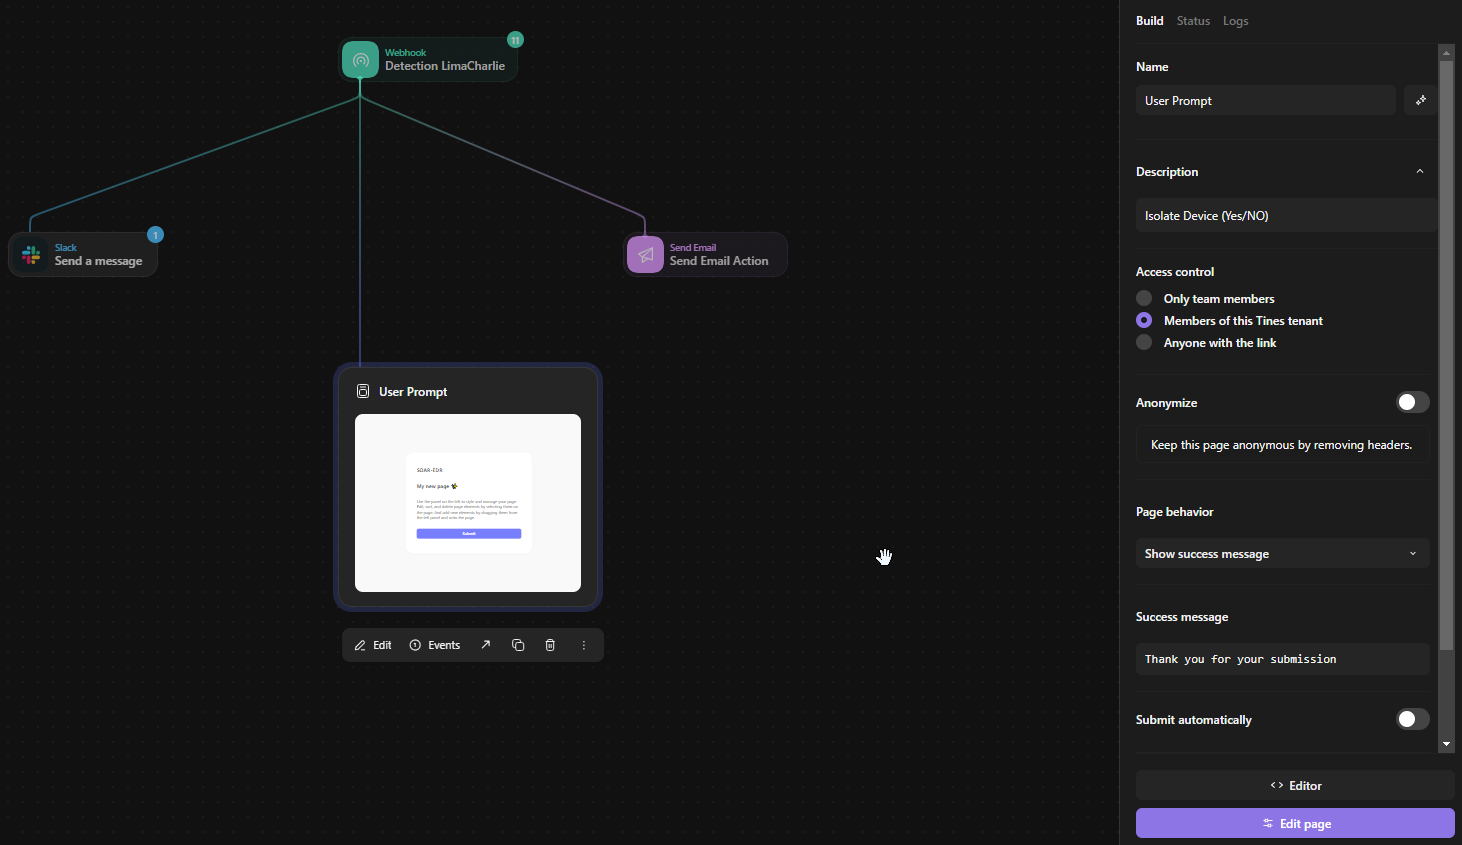 Webhook
Detection LimaCharlie
11
Slack
Send a message
1
Send Email
Send Email Action
User Prompt
SOAR-EDR
My new page
Use the panel on the left to style and manage your page.
Edit, sort, and delete page elements by selecting them on
the page. And add new elements by dragging them from
the left panel and onto the page.
Submit
Edit
Events
Build
Status
Logs
Name
User Prompt
Description
Isolate Device (Yes/NO)
Access control
Only team members
Members of this Tines tenant
Anyone with the link
Anonymize
Keep this page anonymous by removing headers.
Page behavior
Show success message
Success message
Thank you for your submission
Submit automatically
<> Editor
Edit page